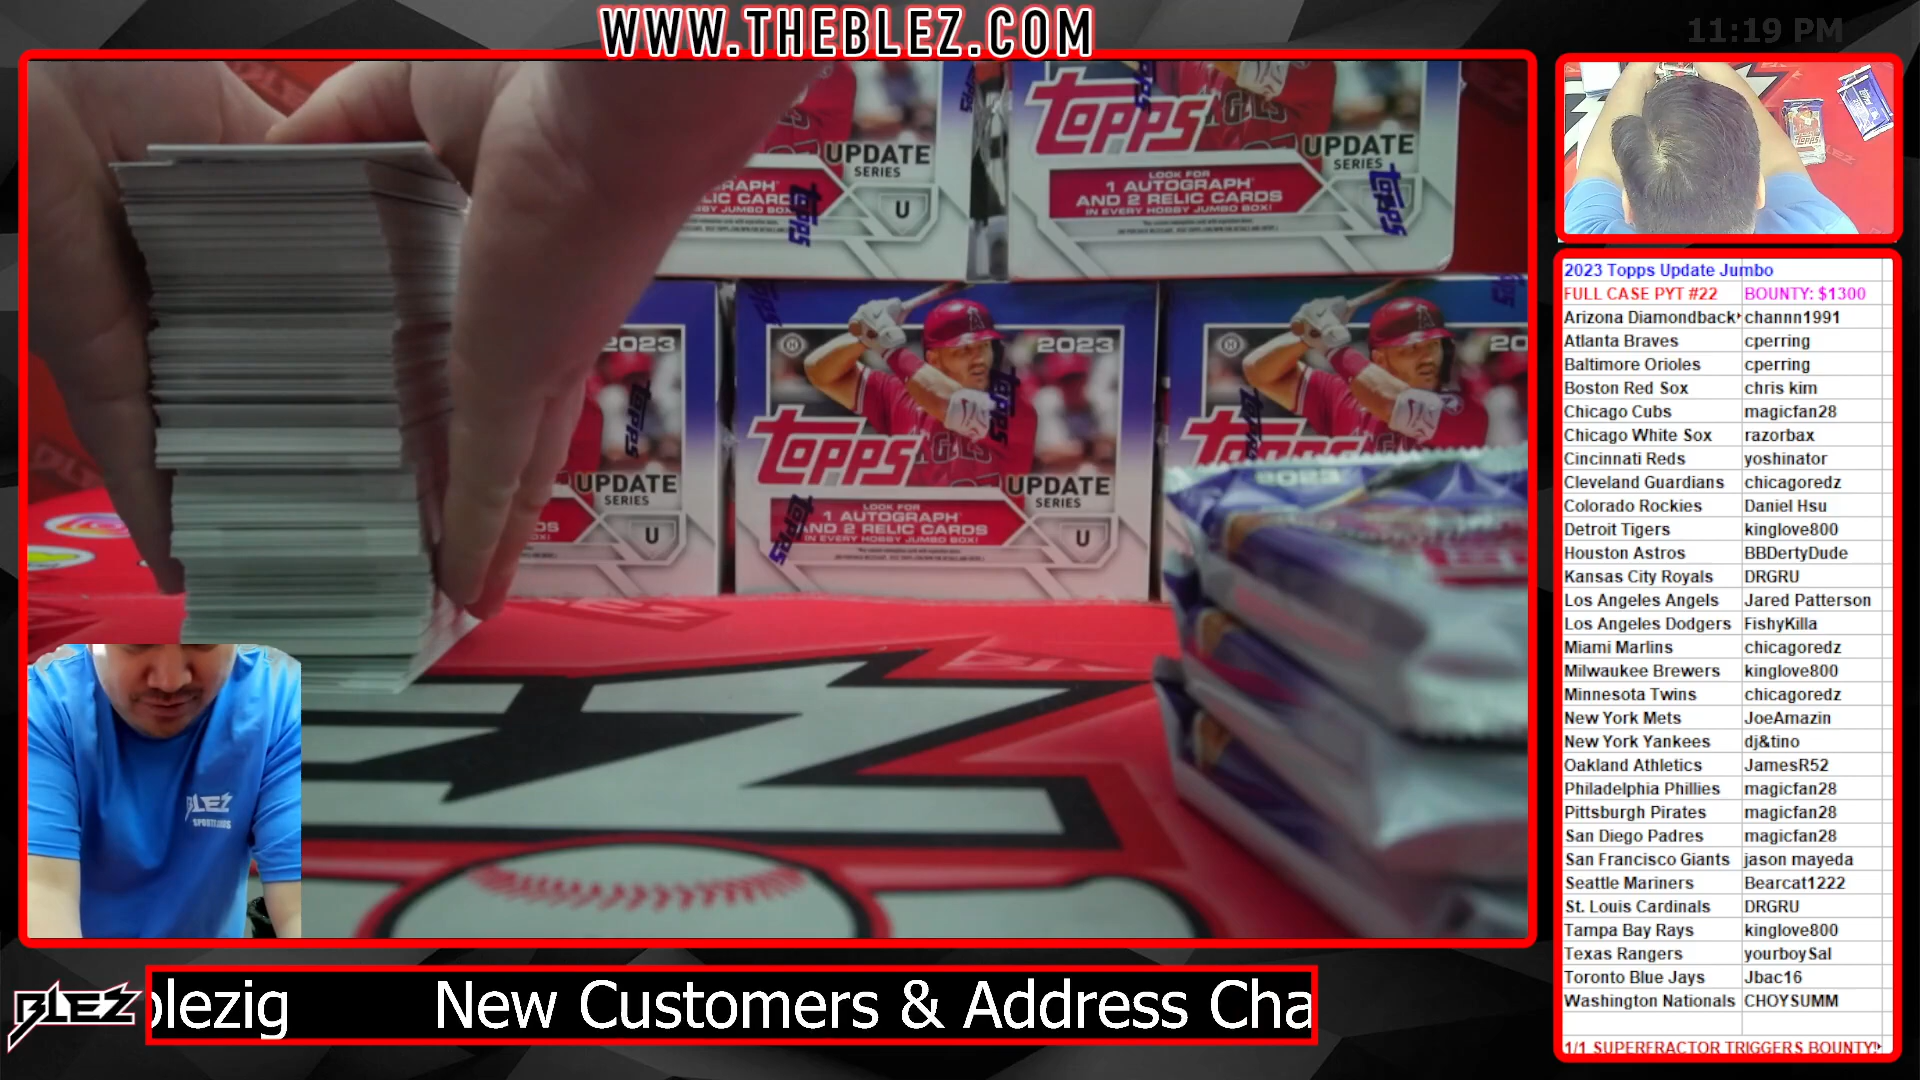 WWW.THEBLEZ.COM
11:19 PM
TOPPS
UPDATE
SERIES
U
TOPPS
UPDATE
SERIES
LOOK FOR
1 AUTOGRAPH
AND 2 RELIC CARDS
IN EVERY HOBBY JUMBO BOX!
2023
UPDATE
SERIES
U
2023
TOPPS
UPDATE
SERIES
LOOK FOR
1 AUTOGRAPH
AND 2 RELIC CARDS
IN EVERY HOBBY JUMBO BOX!
U
TOPPS
2023
BLEZ
2023 Topps Update Jumbo
FULL CASE PYT #22 BOUNTY: $1300
Arizona Diamondback channn1991
Atlanta Braves cperring
Baltimore Orioles cperring
Boston Red Sox chris kim
Chicago Cubs magicfan28
Chicago White Sox razorbax
Cincinnati Reds yoshinator
Cleveland Guardians chicagoredz
Colorado Rockies Daniel Hsu
Detroit Tigers kinglove800
Houston Astros BBDertyDude
Kansas City Royals DRGRU
Los Angeles Angels Jared Patterson
Los Angeles Dodgers FishyKilla
Miami Marlins chicagoredz
Milwaukee Brewers kinglove800
Minnesota Twins chicagoredz
New York Mets JoeAmazin
New York Yankees dj&tino
Oakland Athletics JamesR52
Philadelphia Phillies magicfan28
Pittsburgh Pirates magicfan28
San Diego Padres magicfan28
San Francisco Giants jason mayeda
Seattle Mariners Bearcat1222
St. Louis Cardinals DRGRU
Tampa Bay Rays kinglove800
Texas Rangers yourboySal
Toronto Blue Jays Jbac16
Washington Nationals CHOYSUMM
1/1 SUPERFRACTOR TRIGGERS BOUNTY!
BLEZ
blezig New Customers & Address Cha